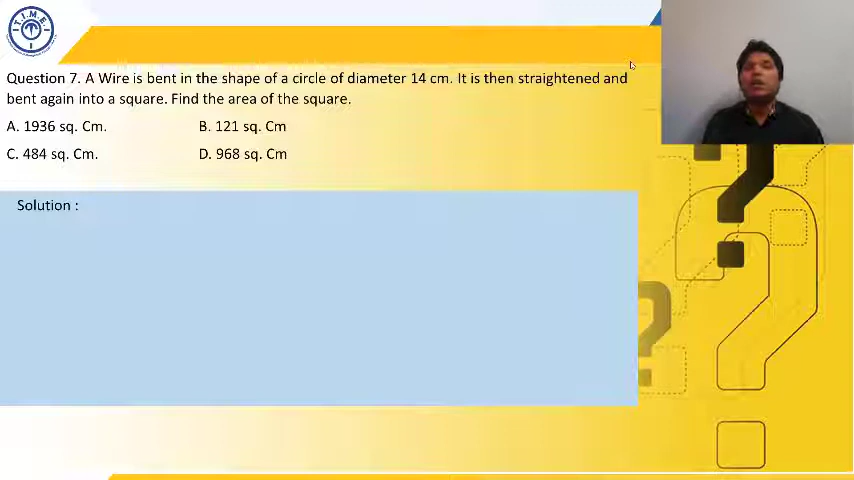 T.I.M.E.
Question 7. A Wire is bent in the shape of a circle of diameter 14 cm. It is then straightened and
bent again into a square. Find the area of the square.
A. 1936 sq. Cm. B. 121 sq. Cm
C. 484 sq. Cm. D. 968 sq. Cm
Solution :